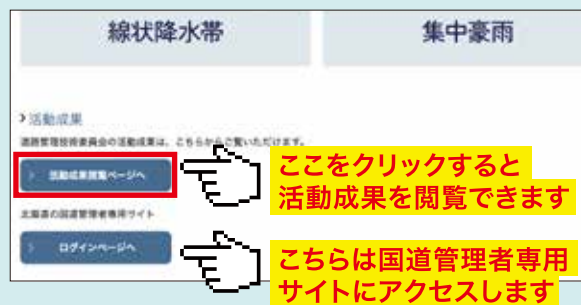 線状降水帯
集中豪雨
活動成果
道路管理技術委員会の活動成果は、こちらからご覧いただけます。
活動成果閲覧ページへ
ここをクリックすると
活動成果を閲覧できます
北海道の国道管理者専用サイト
ログインページへ
こちらは国道管理者専用
サイトにアクセスします